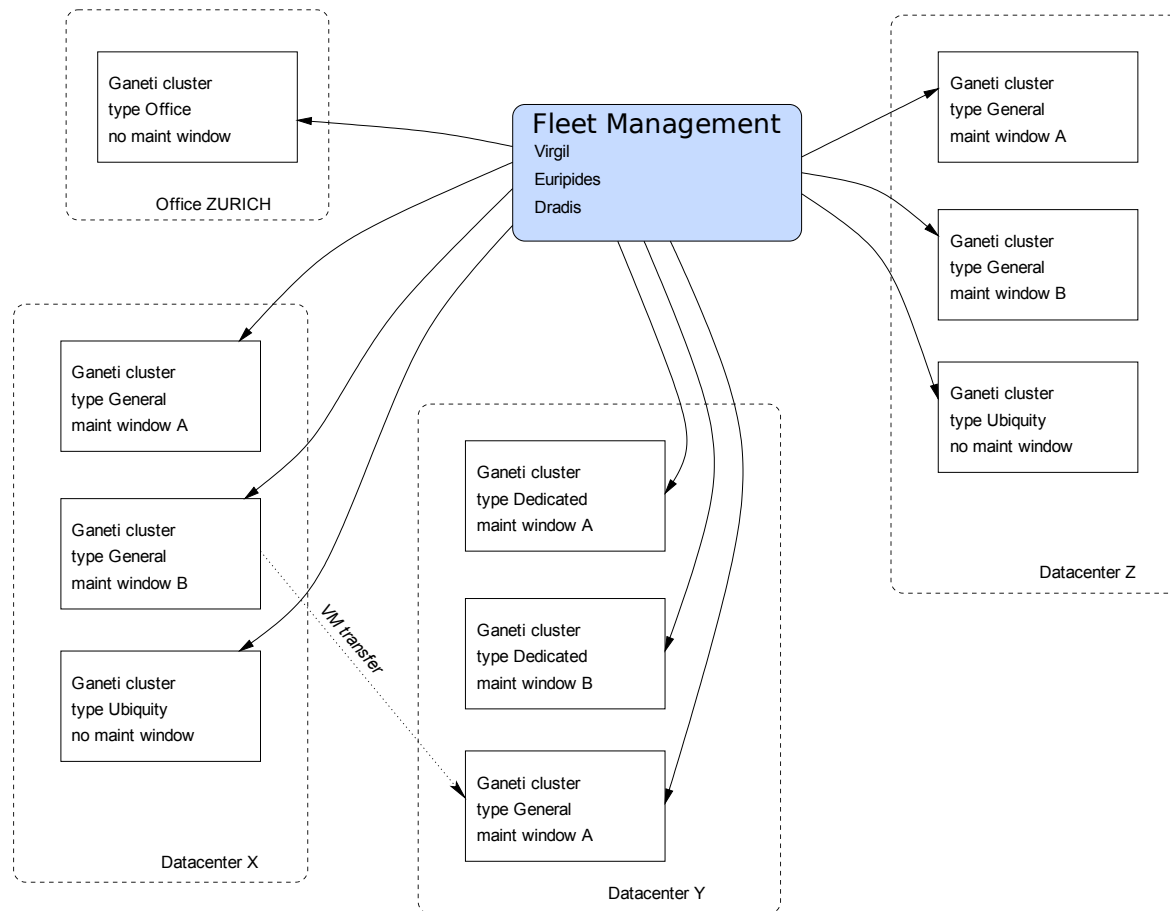 Ganeti cluster
type Office
no maint window
Office ZURICH
Fleet Management
Virgil
Euripides
Dradis
Ganeti cluster
type General
maint window A
Ganeti cluster
type General
maint window B
Ganeti cluster
type Ubiquity
no maint window
Datacenter Z
Ganeti cluster
type General
maint window A
Ganeti cluster
type General
maint window B
Ganeti cluster
type Ubiquity
no maint window
Datacenter X
VM transfer
Ganeti cluster
type Dedicated
maint window A
Ganeti cluster
type Dedicated
maint window B
Ganeti cluster
type General
maint window A
Datacenter Y